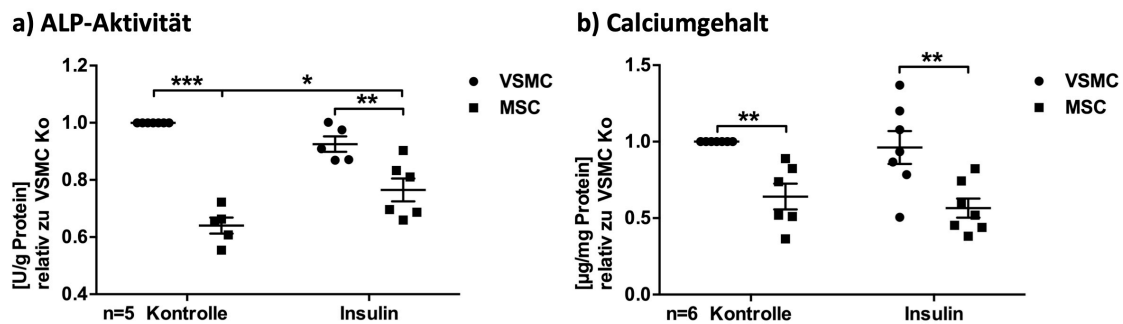 a) ALP-Aktivität
[U/g Protein]
relativ zu VSMC Ko
1.2
1.0
0.8
0.6
0.4
***
*
**
VSMC
MSC
n=5 Kontrolle
Insulin
b) Calciumgehalt
[µg/mg Protein]
relativ zu VSMC Ko
1.5
1.0
0.5
0.0
**
**
VSMC
MSC
n=6 Kontrolle
Insulin